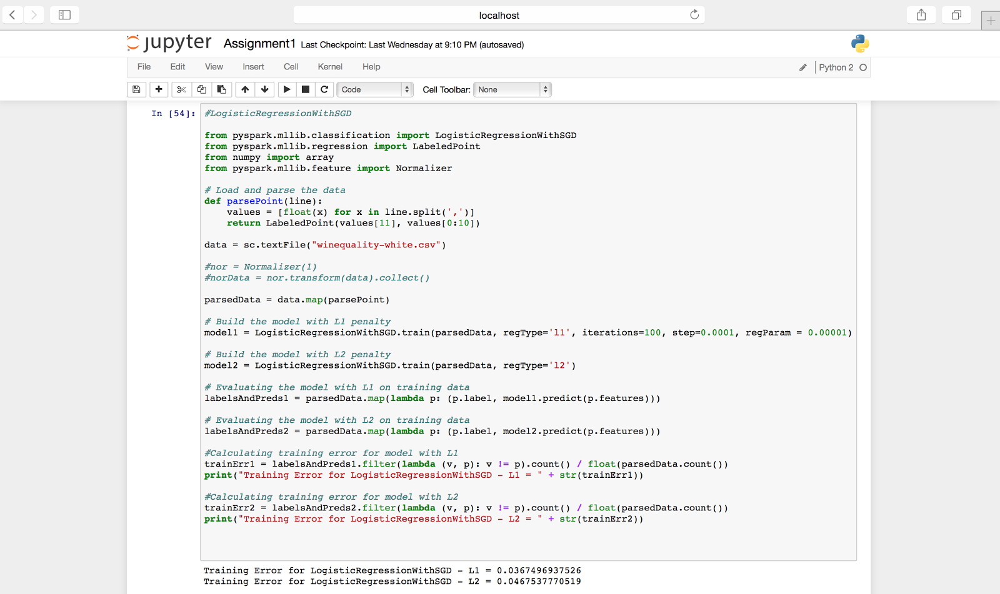 localhost
jupyter Assignment1 Last Checkpoint: Last Wednesday at 9:10 PM (autosaved)
File Edit View Insert Cell Kernel Help Python 2
Code Cell Toolbar: None
In [54]: #LogisticRegressionWithSGD
from pyspark.mllib.classification import LogisticRegressionWithSGD
from pyspark.mllib.regression import LabeledPoint
from numpy import array
from pyspark.mllib.feature import Normalizer
# Load and parse the data
def parsePoint(line):
    values = [float(x) for x in line.split(',')]
    return LabeledPoint(values[11], values[0:10])
data = sc.textFile("winequality-white.csv")
#nor = Normalizer(1)
#norData = nor.transform(data).collect()
parsedData = data.map(parsePoint)
# Build the model with L1 penalty
model1 = LogisticRegressionWithSGD.train(parsedData, regType='l1', iterations=100, step=0.0001, regParam = 0.00001)
# Build the model with L2 penalty
model2 = LogisticRegressionWithSGD.train(parsedData, regType='l2')
# Evaluating the model with L1 on training data
labelsAndPreds1 = parsedData.map(lambda p: (p.label, model1.predict(p.features)))
# Evaluating the model with L2 on training data
labelsAndPreds2 = parsedData.map(lambda p: (p.label, model2.predict(p.features)))
#Calculating training error for model with L1
trainErr1 = labelsAndPreds1.filter(lambda (v, p): v != p).count() / float(parsedData.count())
print("Training Error for LogisticRegressionWithSGD - L1 = " + str(trainErr1))
#Calculating training error for model with L2
trainErr2 = labelsAndPreds2.filter(lambda (v, p): v != p).count() / float(parsedData.count())
print("Training Error for LogisticRegressionWithSGD - L2 = " + str(trainErr2))
Training Error for LogisticRegressionWithSGD - L1 = 0.0367496937526
Training Error for LogisticRegressionWithSGD - L2 = 0.0467537770519